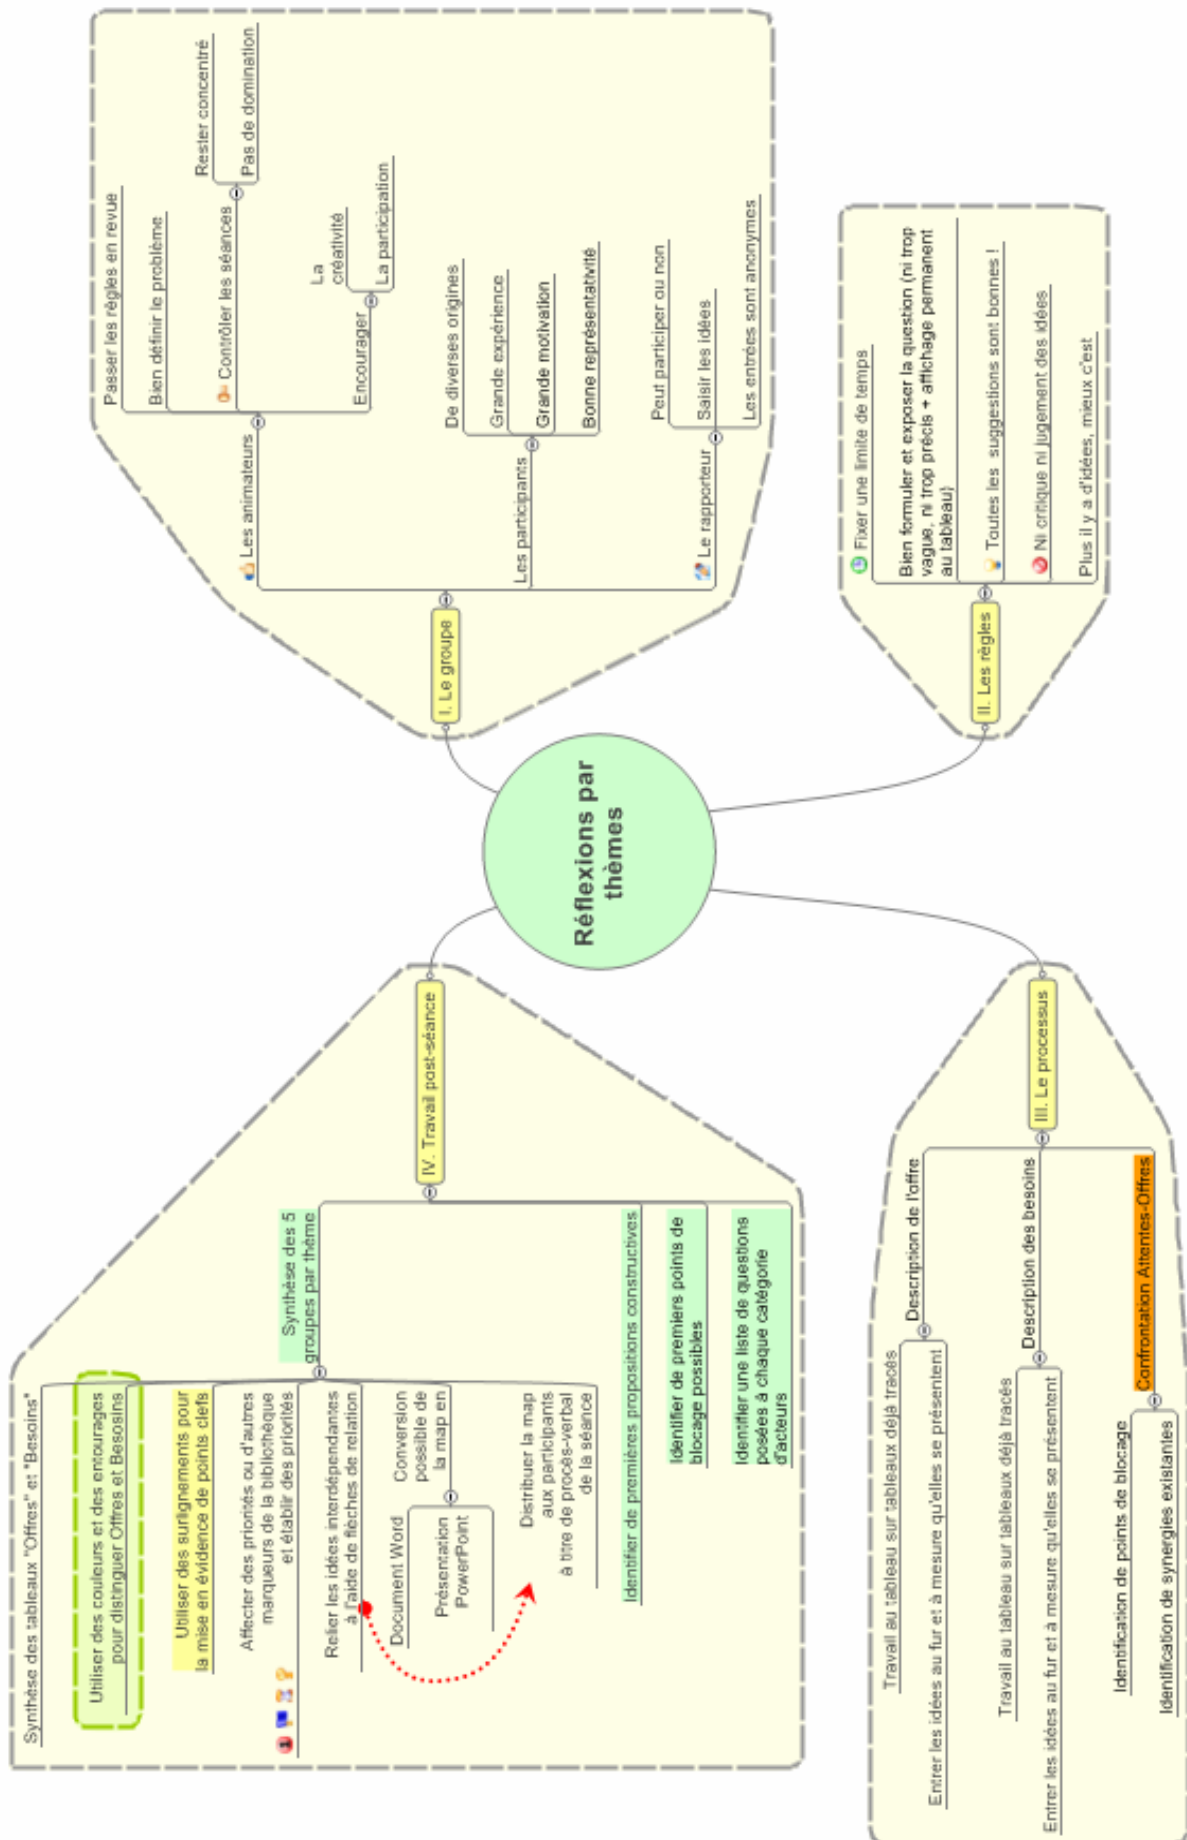 Réflexions par
thèmes
I. Le groupe
Les animateurs
Passer les règles en revue
Bien définir le problème
Contrôler les séances
Rester concentré
Pas de domination
Encourager
La
créativité
La participation
Les participants
De diverses origines
Grande expérience
Grande motivation
Bonne représentativité
Le rapporteur
Peut participer ou non
Saisir les idées
Les entrées sont anonymes
II. Les règles
Fixer une limite de temps
Bien formuler et exposer la question (ni trop
vague, ni trop précis + affichage permanent
au tableau)
Toutes les suggestions sont bonnes !
Ni critique ni jugement des idées
Plus il y a d'idées, mieux c'est
III. Le processus
Description de l'offre
Travail au tableau sur tableaux déjà tracés
Entrer les idées au fur et à mesure qu'elles se présentent
Description des besoins
Travail au tableau sur tableaux déjà tracés
Entrer les idées au fur et à mesure qu'elles se présentent
Confrontation Attentes-Offres
Identification de points de blocage
Identification de synergies existantes
IV. Travail post-séance
Synthèse des 5
groupes par thème
Synthèse des tableaux "Offres" et "Besoins"
Utiliser des couleurs et des entourages
pour distinguer Offres et Besosins
Utiliser des surlignements pour
la mise en évidence de points clefs
Affecter des priorités ou d'autres
marqueurs de la bibliothèque
et établir des priorités
Relier les idées interdépendantes
à l'aide de flèches de relation
Conversion
possible de
la map en
Document Word
Présentation
PowerPoint
Distribuer la map
aux participants
à titre de procès-verbal
de la séance
Identifier de premières propositions constructives
Identifier de premiers points de
blocage possibles
Identifier une liste de questions
posées à chaque catégorie
d'acteurs